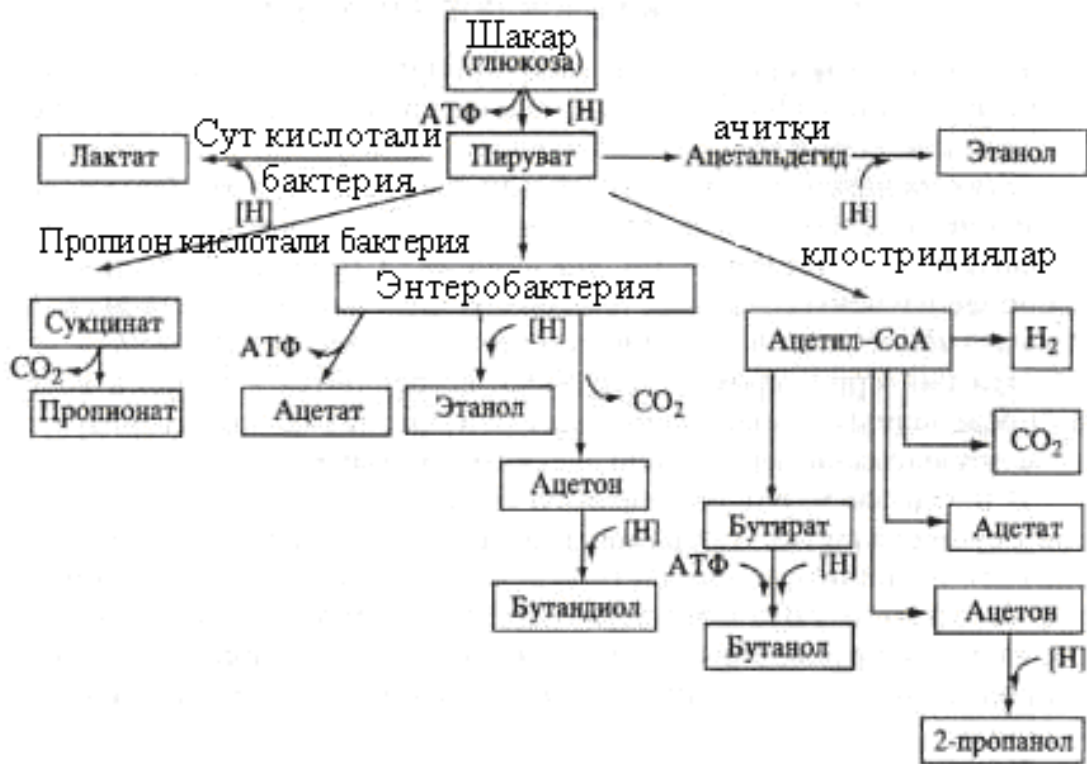 Шакар
(глюкоза)
АТФ [H]
Сут кислотали
ачитки
Лактат
Пируват
Ацетальдегид
Этанол
бактерия
[H]
[H]
Пропион кислотали бактерия
клостридиялар
Энтеробактерия
Сукцинат
АТФ
[H]
Ацетил–CoA
H2
CO2
Пропионат
Ацетат
Этанол
CO2
CO2
Ацетон
Бутират
Ацетат
[H]
АТФ
[H]
Бутандиол
Ацетон
Бутанол
[H]
2-пропанол